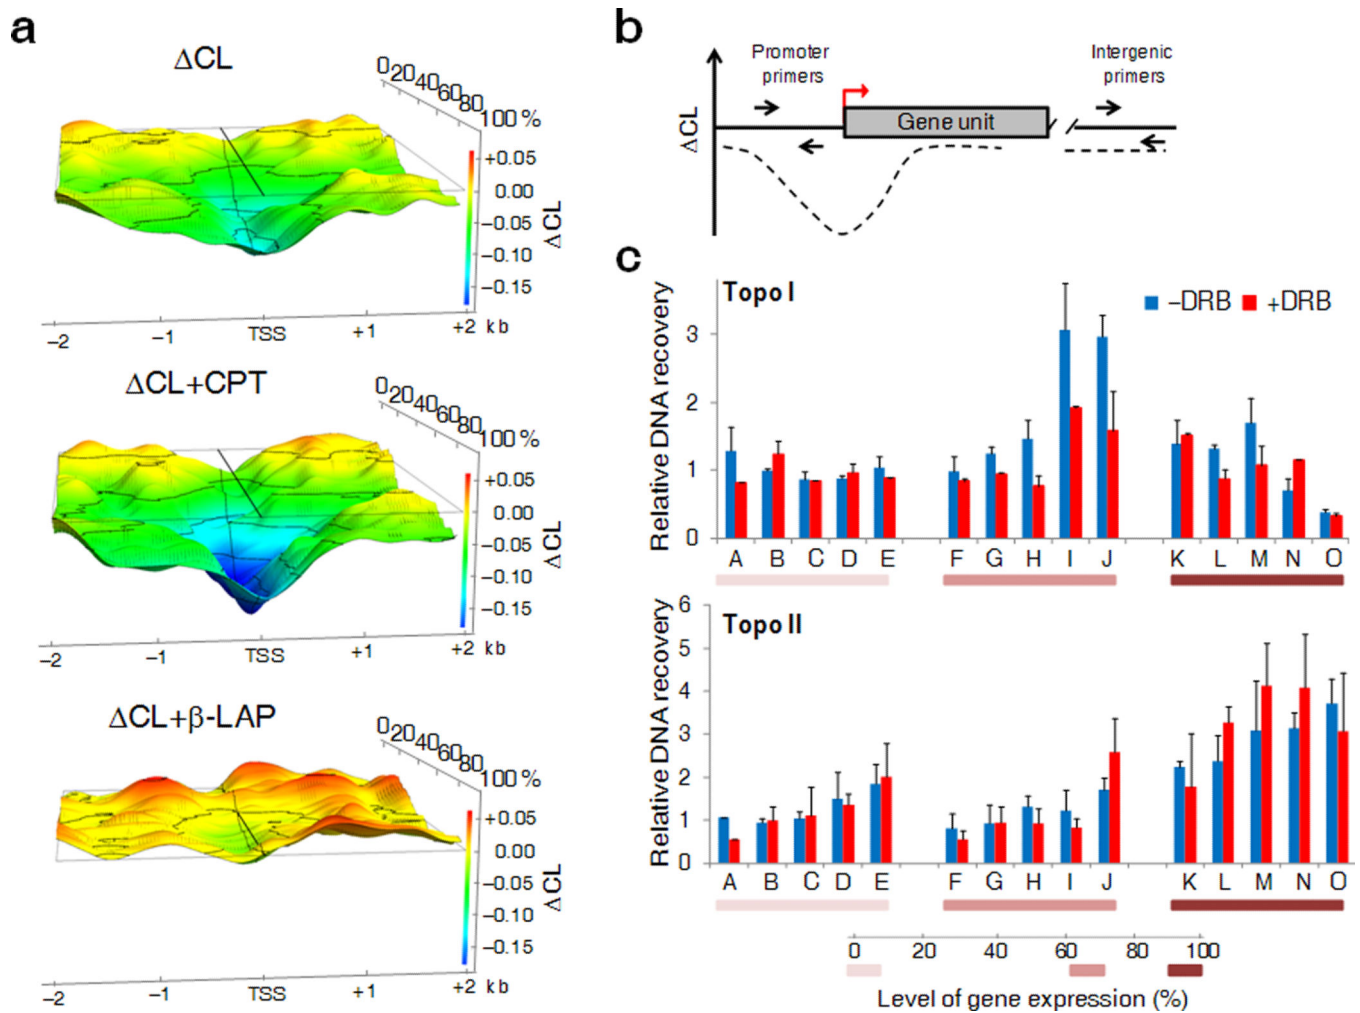 a
ΔCL
0 20 40 60 80 100 %
+0.05
0.00
−0.05
−0.10
−0.15
ΔCL
−2 −1 TSS +1 +2 kb
ΔCL+CPT
0 20 40 60 80 100 %
+0.05
0.00
−0.05
−0.10
−0.15
ΔCL
−2 −1 TSS +1 +2 kb
ΔCL+β-LAP
0 20 40 60 80 100 %
+0.05
0.00
−0.05
−0.10
−0.15
ΔCL
−2 −1 TSS +1 +2 kb
b
ΔCL
Promoter
primers
Intergenic
primers
Gene unit
c
Topo I
−DRB +DRB
Relative DNA recovery
3
2
1
0
A B C D E F G H I J K L M N O
Topo II
Relative DNA recovery
6
5
4
3
2
1
0
A B C D E F G H I J K L M N O
0 20 40 60 80 100
Level of gene expression (%)